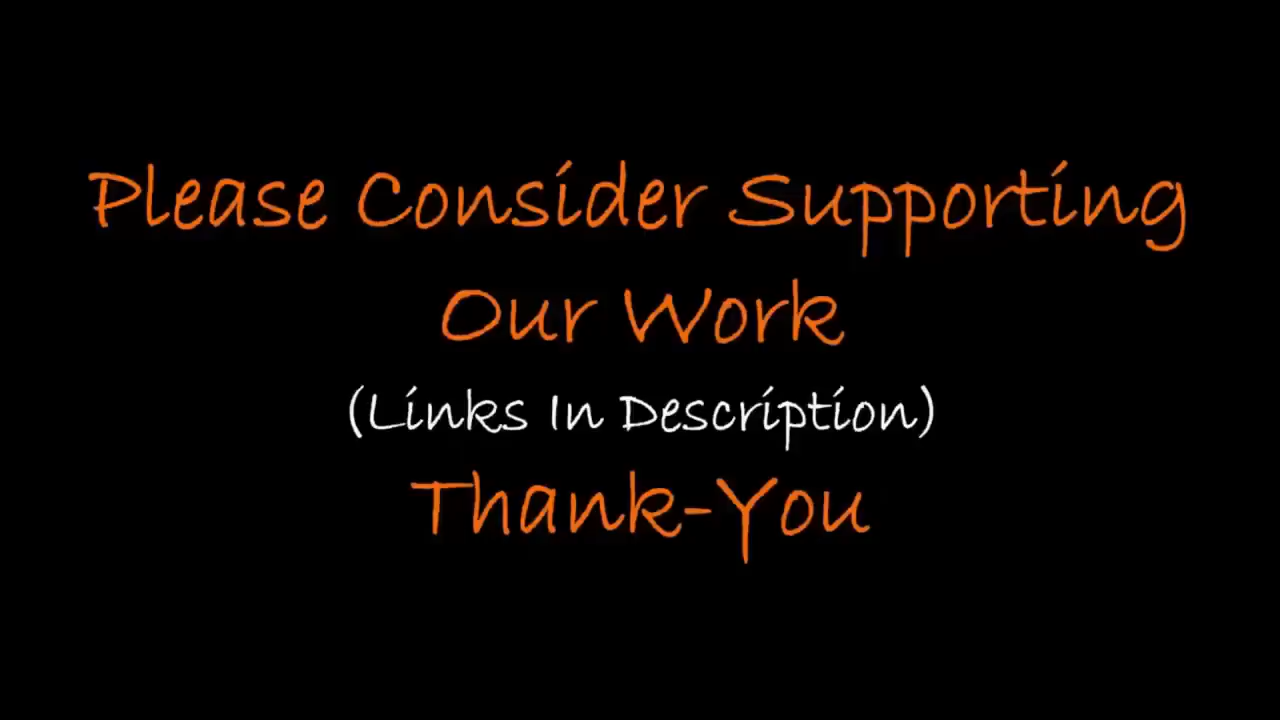 Please Consider Supporting
Our Work
(Links In Description)
Thank-You